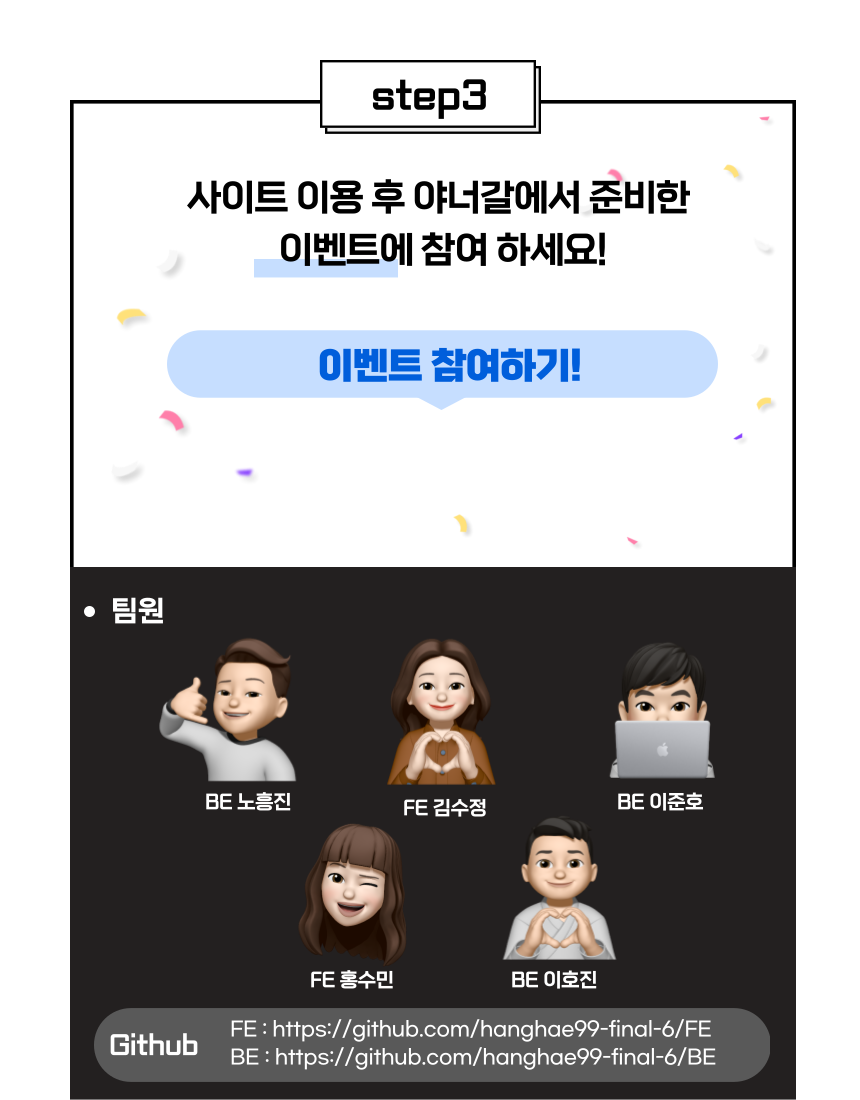 step3
사이트 이용 후 야너갈에서 준비한
이벤트에 참여 하세요!
이벤트 참여하기!
• 팀원
BE 노흥진
FE 김수정
BE 이준호
FE 홍수민
BE 이호진
Github
FE : https://github.com/hanghae99-final-6/FE
BE : https://github.com/hanghae99-final-6/BE